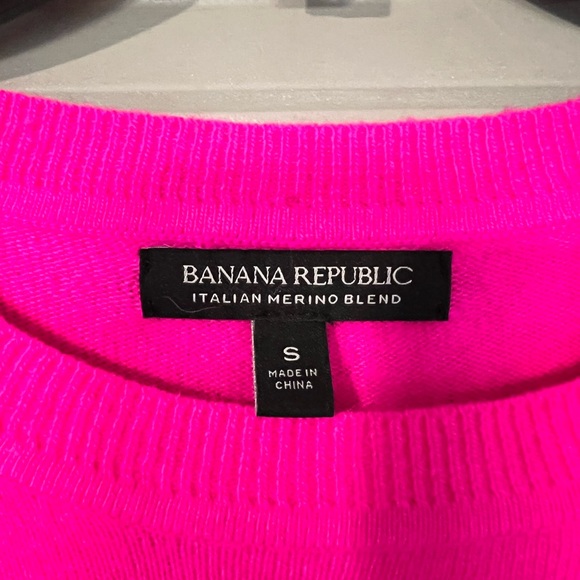 BANANA REPUBLIC
ITALIAN MERINO BLEND
S
MADE IN
CHINA